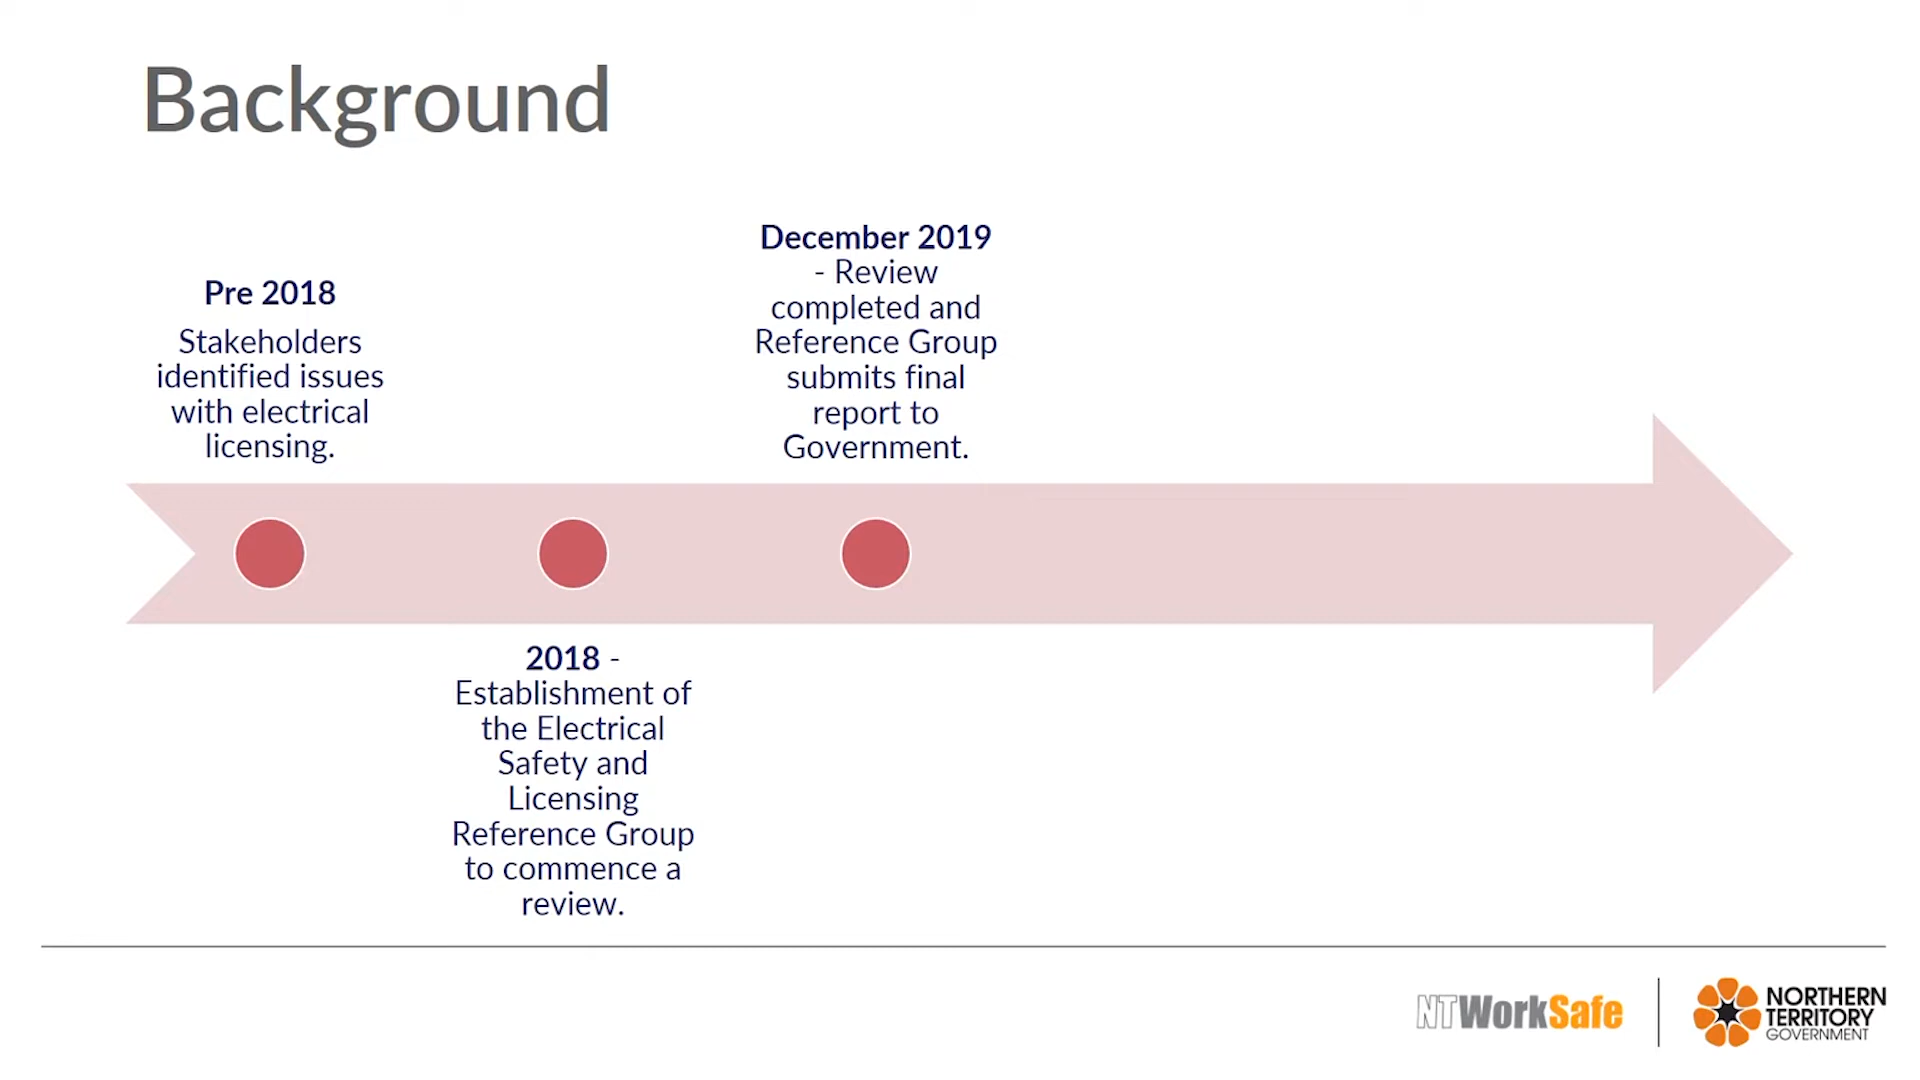 Background
Pre 2018
Stakeholders
identified issues
with electrical
licensing.
2018 -
Establishment of
the Electrical
Safety and
Licensing
Reference Group
to commence a
review.
December 2019
- Review
completed and
Reference Group
submits final
report to
Government.
NTWorkSafe
NORTHERN
TERRITORY
GOVERNMENT